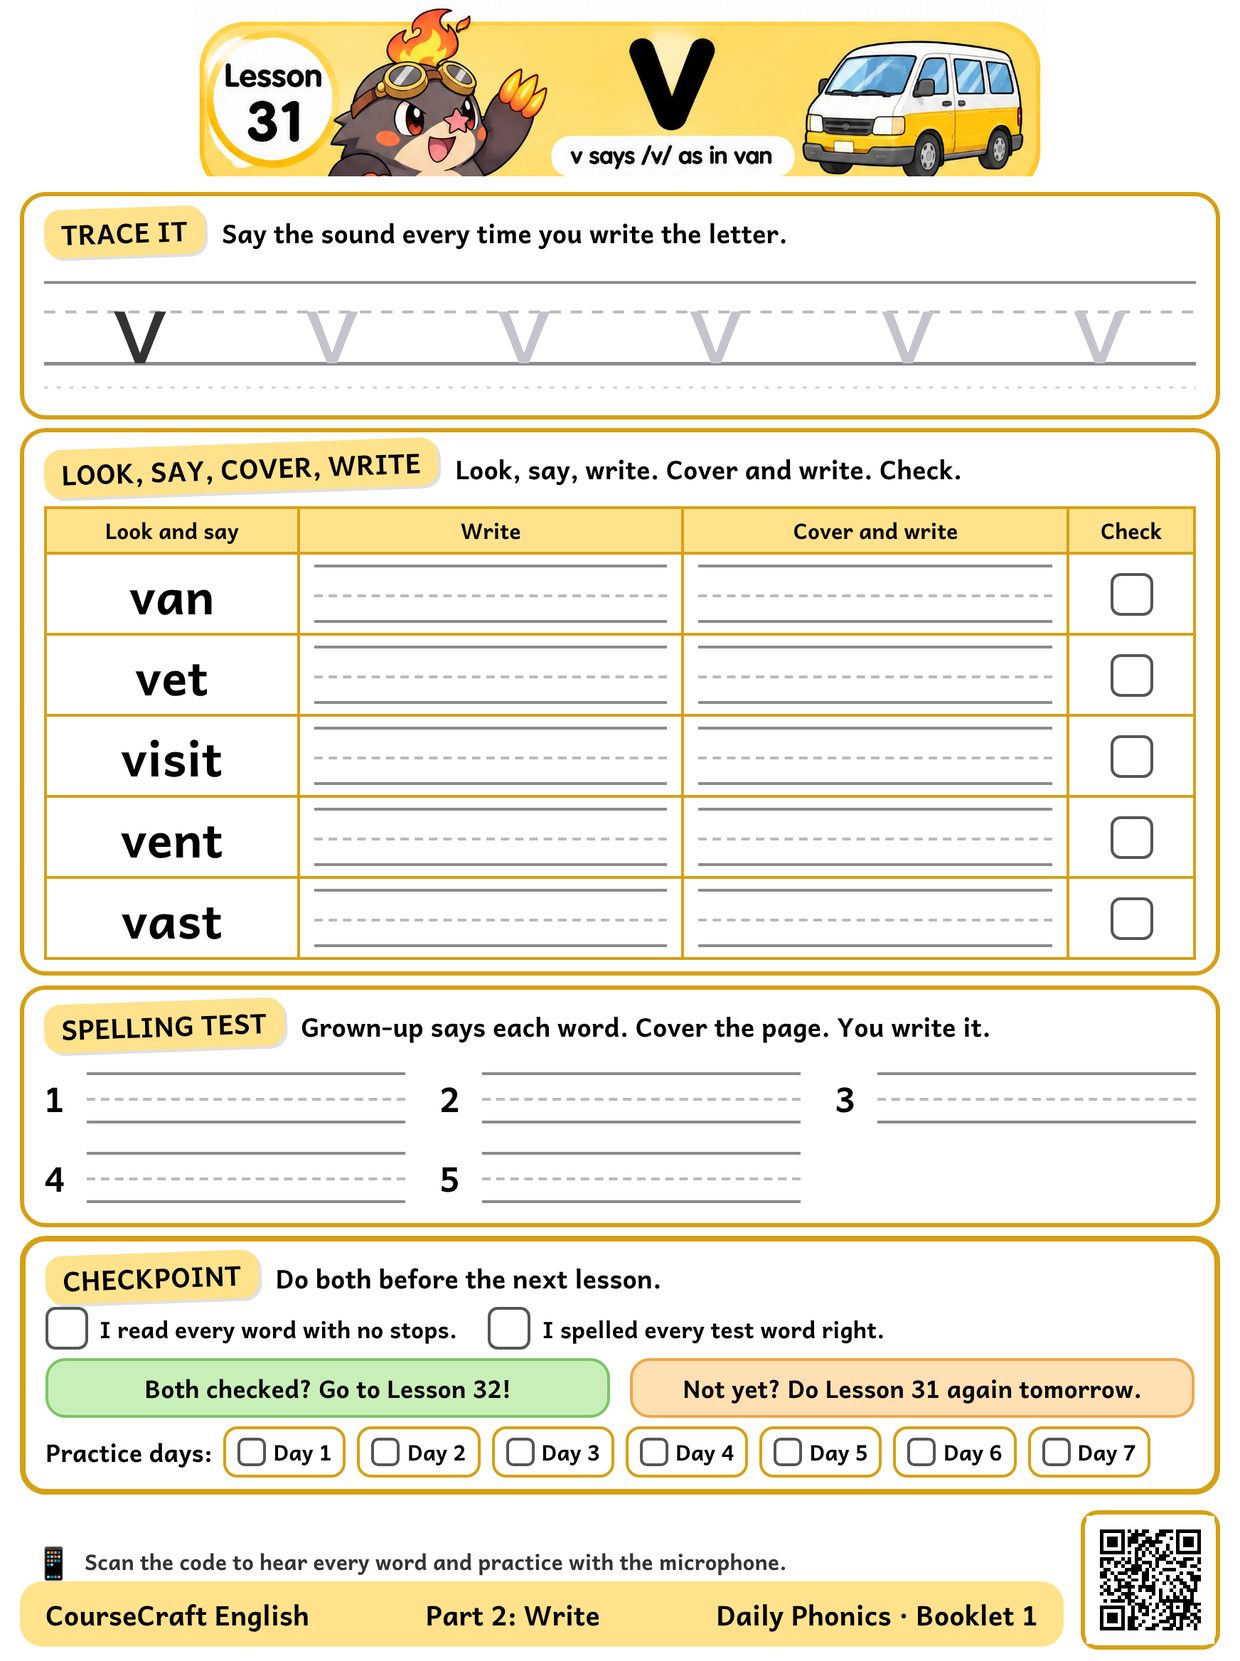 Lesson
31
v
v says /v/ as in van
TRACE IT Say the sound every time you write the letter.
v v v v v v
LOOK, SAY, COVER, WRITE Look, say, write. Cover and write. Check.
Look and say Write Cover and write Check
van
vet
visit
vent
vast
SPELLING TEST Grown-up says each word. Cover the page. You write it.
1 2 3
4 5
CHECKPOINT Do both before the next lesson.
I read every word with no stops. I spelled every test word right.
Both checked? Go to Lesson 32! Not yet? Do Lesson 31 again tomorrow.
Practice days: Day 1 Day 2 Day 3 Day 4 Day 5 Day 6 Day 7
Scan the code to hear every word and practice with the microphone.
CourseCraft English Part 2: Write Daily Phonics · Booklet 1